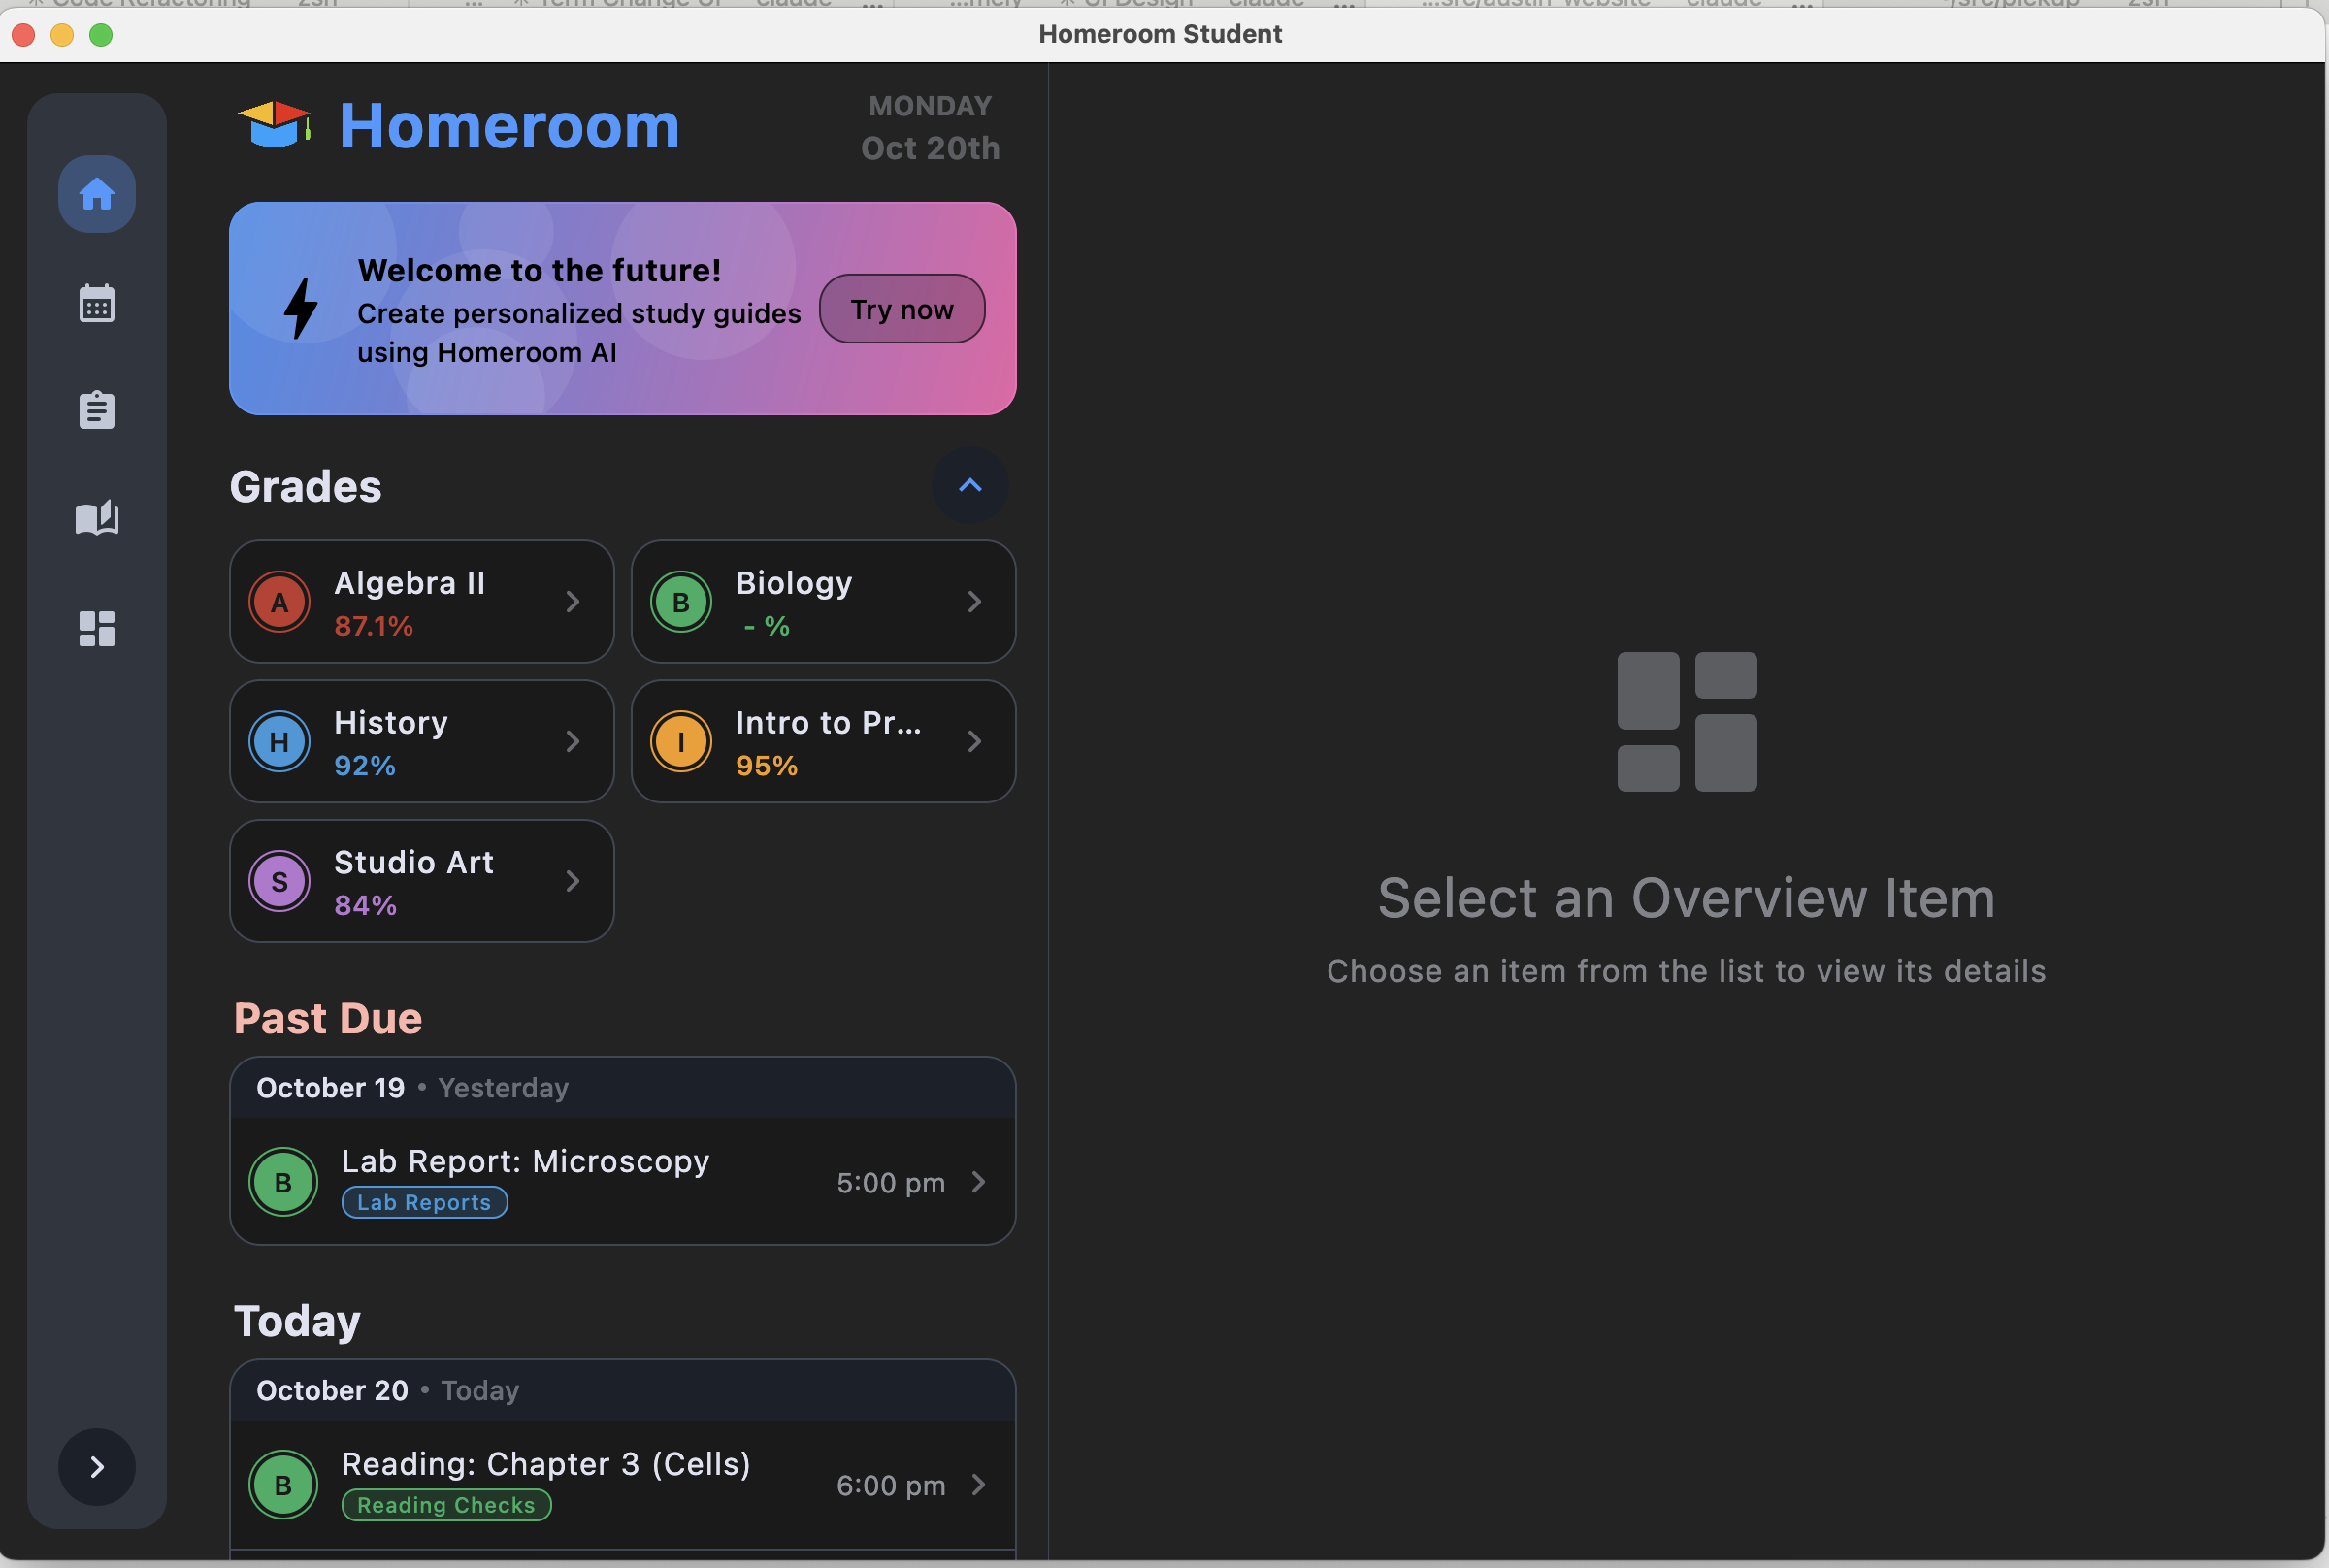 Homeroom Student
Homeroom
MONDAY
Oct 20th
Welcome to the future!
Create personalized study guides
using Homeroom AI
Try now
Grades
A
Algebra II
87.1%
B
Biology
- %
H
History
92%
I
Intro to Pr...
95%
S
Studio Art
84%
Past Due
October 19 • Yesterday
B
Lab Report: Microscopy
Lab Reports
5:00 pm
Today
October 20 • Today
B
Reading: Chapter 3 (Cells)
Reading Checks
6:00 pm
Select an Overview Item
Choose an item from the list to view its details